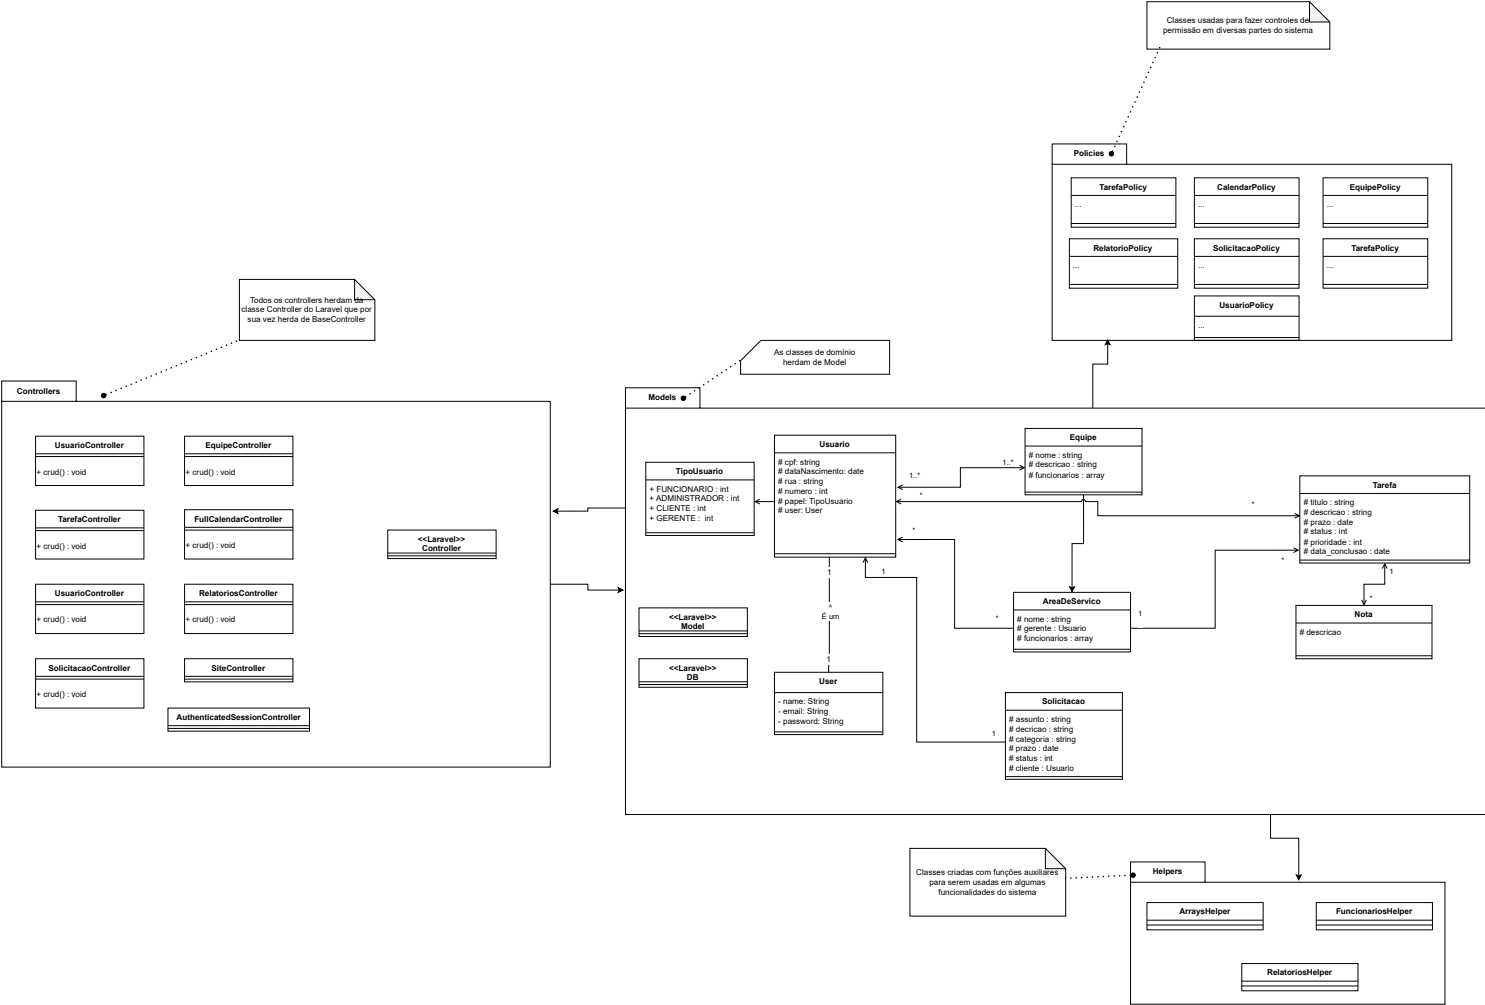 Classes usadas para fazer controles de
permissão em diversas partes do sistema
Policies
TarefaPolicy
...
CalendarPolicy
...
EquipePolicy
...
RelatorioPolicy
...
SolicitacaoPolicy
...
TarefaPolicy
...
UsuarioPolicy
...
Todos os controllers herdam da
classe Controller do Laravel que por
sua vez herda de BaseController
As classes de domínio
herdam de Model
Controllers
UsuarioController
+ crud() : void
EquipeController
+ crud() : void
TarefaController
+ crud() : void
FullCalendarController
+ crud() : void
<<Laravel>>
Controller
UsuarioController
+ crud() : void
RelatoriosController
+ crud() : void
SolicitacaoController
+ crud() : void
SiteController
AuthenticatedSessionController
Models
TipoUsuario
+ FUNCIONARIO : int
+ ADMINISTRADOR : int
+ CLIENTE : int
+ GERENTE : int
Usuario
# cpf: string
# dataNascimento: date
# rua : string
# numero : int
# papel: TipoUsuario
# user: User
1..*
1..*
Equipe
# nome : string
# descricao : string
# funcionarios : array
*
*
Tarefa
# titulo : string
# descricao : string
# prazo : date
# status : int
# prioridade : int
# data_conclusao : date
*
*
1
*
1
*
1
1
^
É um
1
AreaDeServico
# nome : string
# gerente : Usuario
# funcionarios : array
Nota
# descricao
<<Laravel>>
Model
<<Laravel>>
DB
User
- name: String
- email: String
- password: String
1
Solicitacao
# assunto : string
# decricao : string
# categoria : string
# prazo : date
# status : int
# cliente : Usuario
Classes criadas com funções auxiliares
para serem usadas em algumas
funcionalidades do sistema
Helpers
ArraysHelper
FuncionariosHelper
RelatoriosHelper